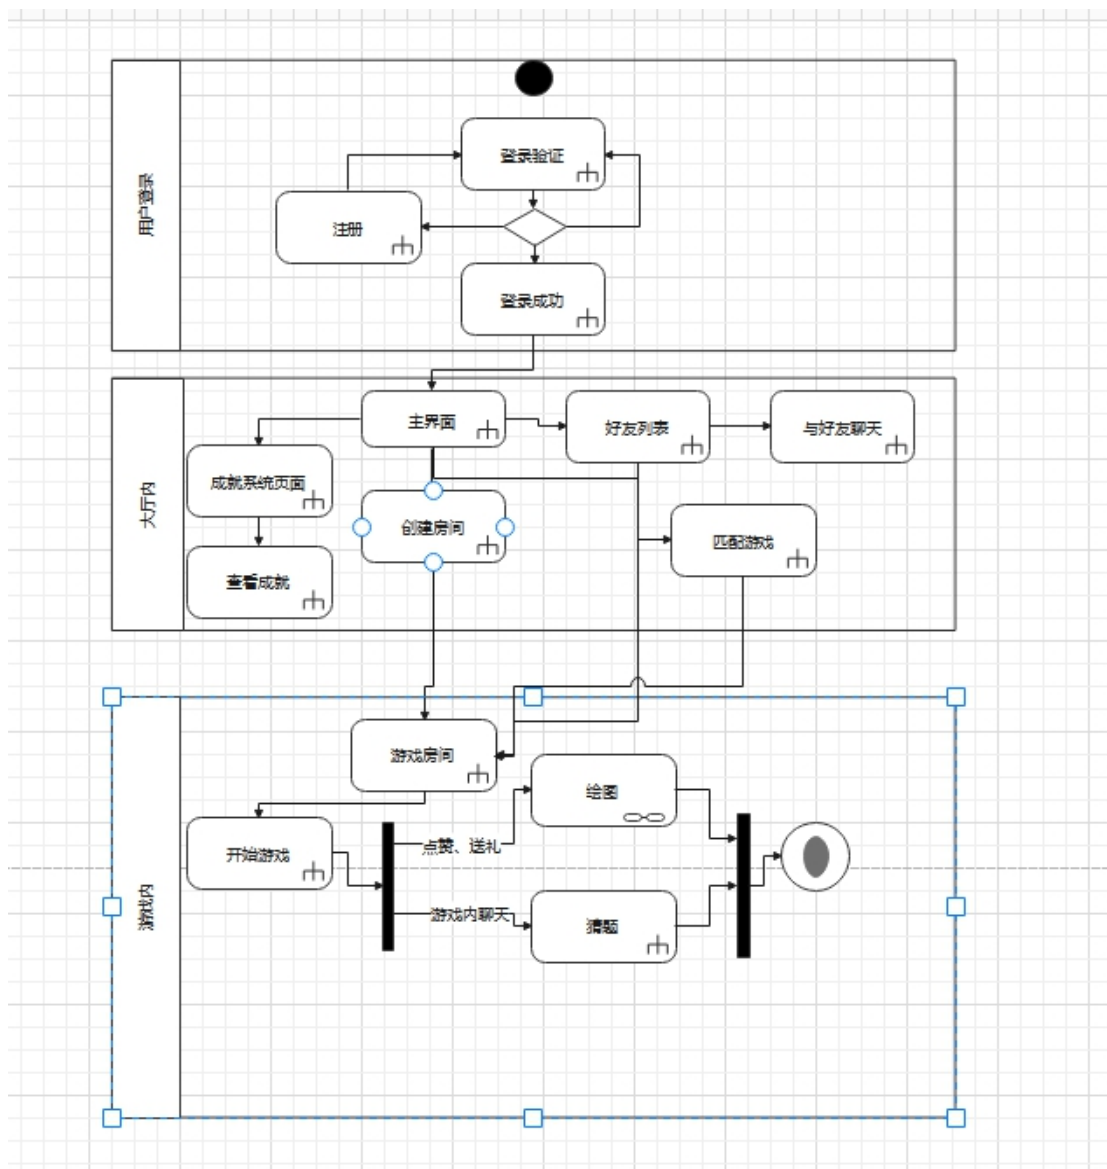 用户登录
登录验证
注册
登录成功
大厅内
主界面
好友列表
与好友聊天
成就系统页面
创建房间
匹配游戏
查看成就
游戏内
游戏房间
绘图
点赞、送礼
开始游戏
游戏内聊天
猜题